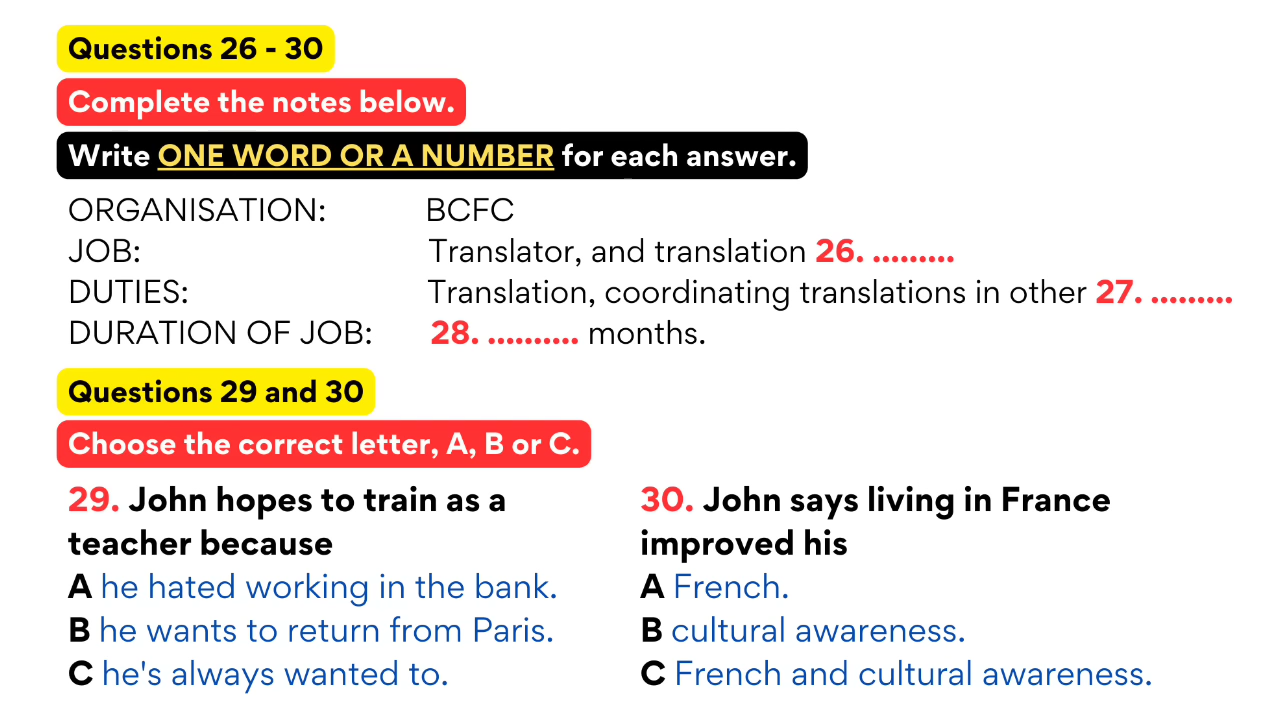 Questions 26 - 30
Complete the notes below.
Write ONE WORD OR A NUMBER for each answer.
ORGANISATION: BCFC
JOB: Translator, and translation 26. .........
DUTIES: Translation, coordinating translations in other 27. .........
DURATION OF JOB: 28. .......... months.
Questions 29 and 30
Choose the correct letter, A, B or C.
29. John hopes to train as a
teacher because
A he hated working in the bank.
B he wants to return from Paris.
C he's always wanted to.
30. John says living in France
improved his
A French.
B cultural awareness.
C French and cultural awareness.